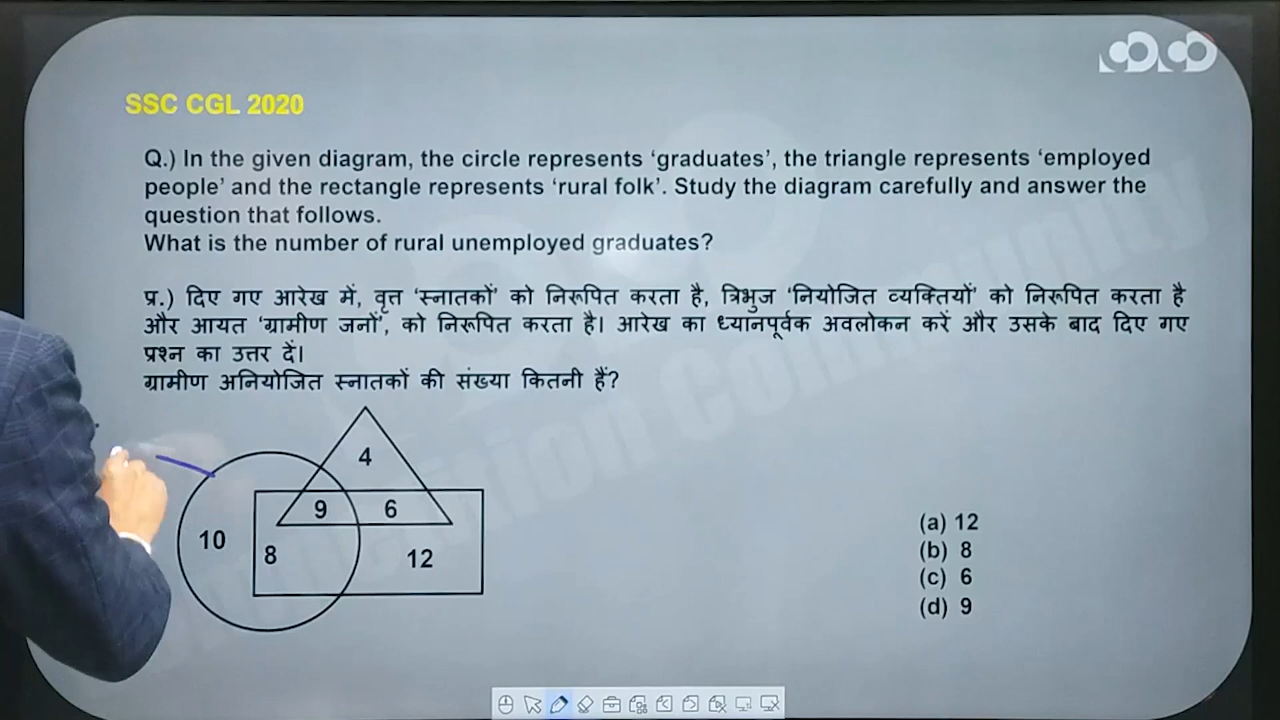 SSC CGL 2020
Q.) In the given diagram, the circle represents ‘graduates’, the triangle represents ‘employed
people’ and the rectangle represents ‘rural folk’. Study the diagram carefully and answer the
question that follows.
What is the number of rural unemployed graduates?
प्र.) दिए गए आरेख में, वृत्त ‘स्नातकों’ को निरूपित करता है, त्रिभुज ‘नियोजित व्यक्तियों’ को निरूपित करता है
और आयत ‘ग्रामीण जनों’, को निरूपित करता है। आरेख का ध्यानपूर्वक अवलोकन करें और उसके बाद दिए गए
प्रश्न का उत्तर दें।
ग्रामीण अनियोजित स्नातकों की संख्या कितनी हैं?
4
9 6
10 8 12
(a) 12
(b) 8
(c) 6
(d) 9